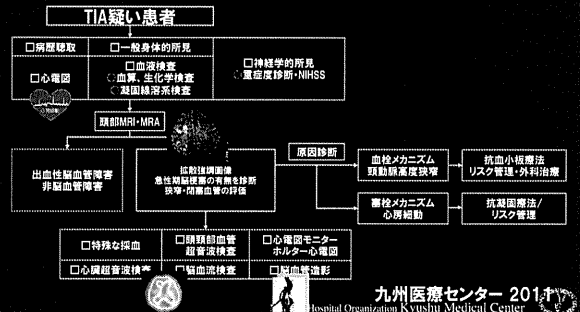 TIA疑い患者
□病歴聴取
□一般身体的所見
□神経学的所見
○重症度診断・NIHSS
□心電図
□血液検査
○血算、生化学検査
○凝固線溶系検査
頭部MRI・MRA
出血性脳血管障害
非脳血管障害
拡散強調画像
急性期脳梗塞の有無を診断
狭窄・閉塞血管の評価
原因診断
血栓メカニズム
頸動脈高度狭窄
抗血小板療法
リスク管理・外科治療
塞栓メカニズム
心房細動
抗凝固療法/
リスク管理
□特殊な採血
□頭頸部血管
超音波検査
□心電図モニター
ホルター心電図
□心臓超音波検査
□脳血流検査
□脳血管造影
九州医療センター 2011
Hospital Organization Kyushu Medical Center